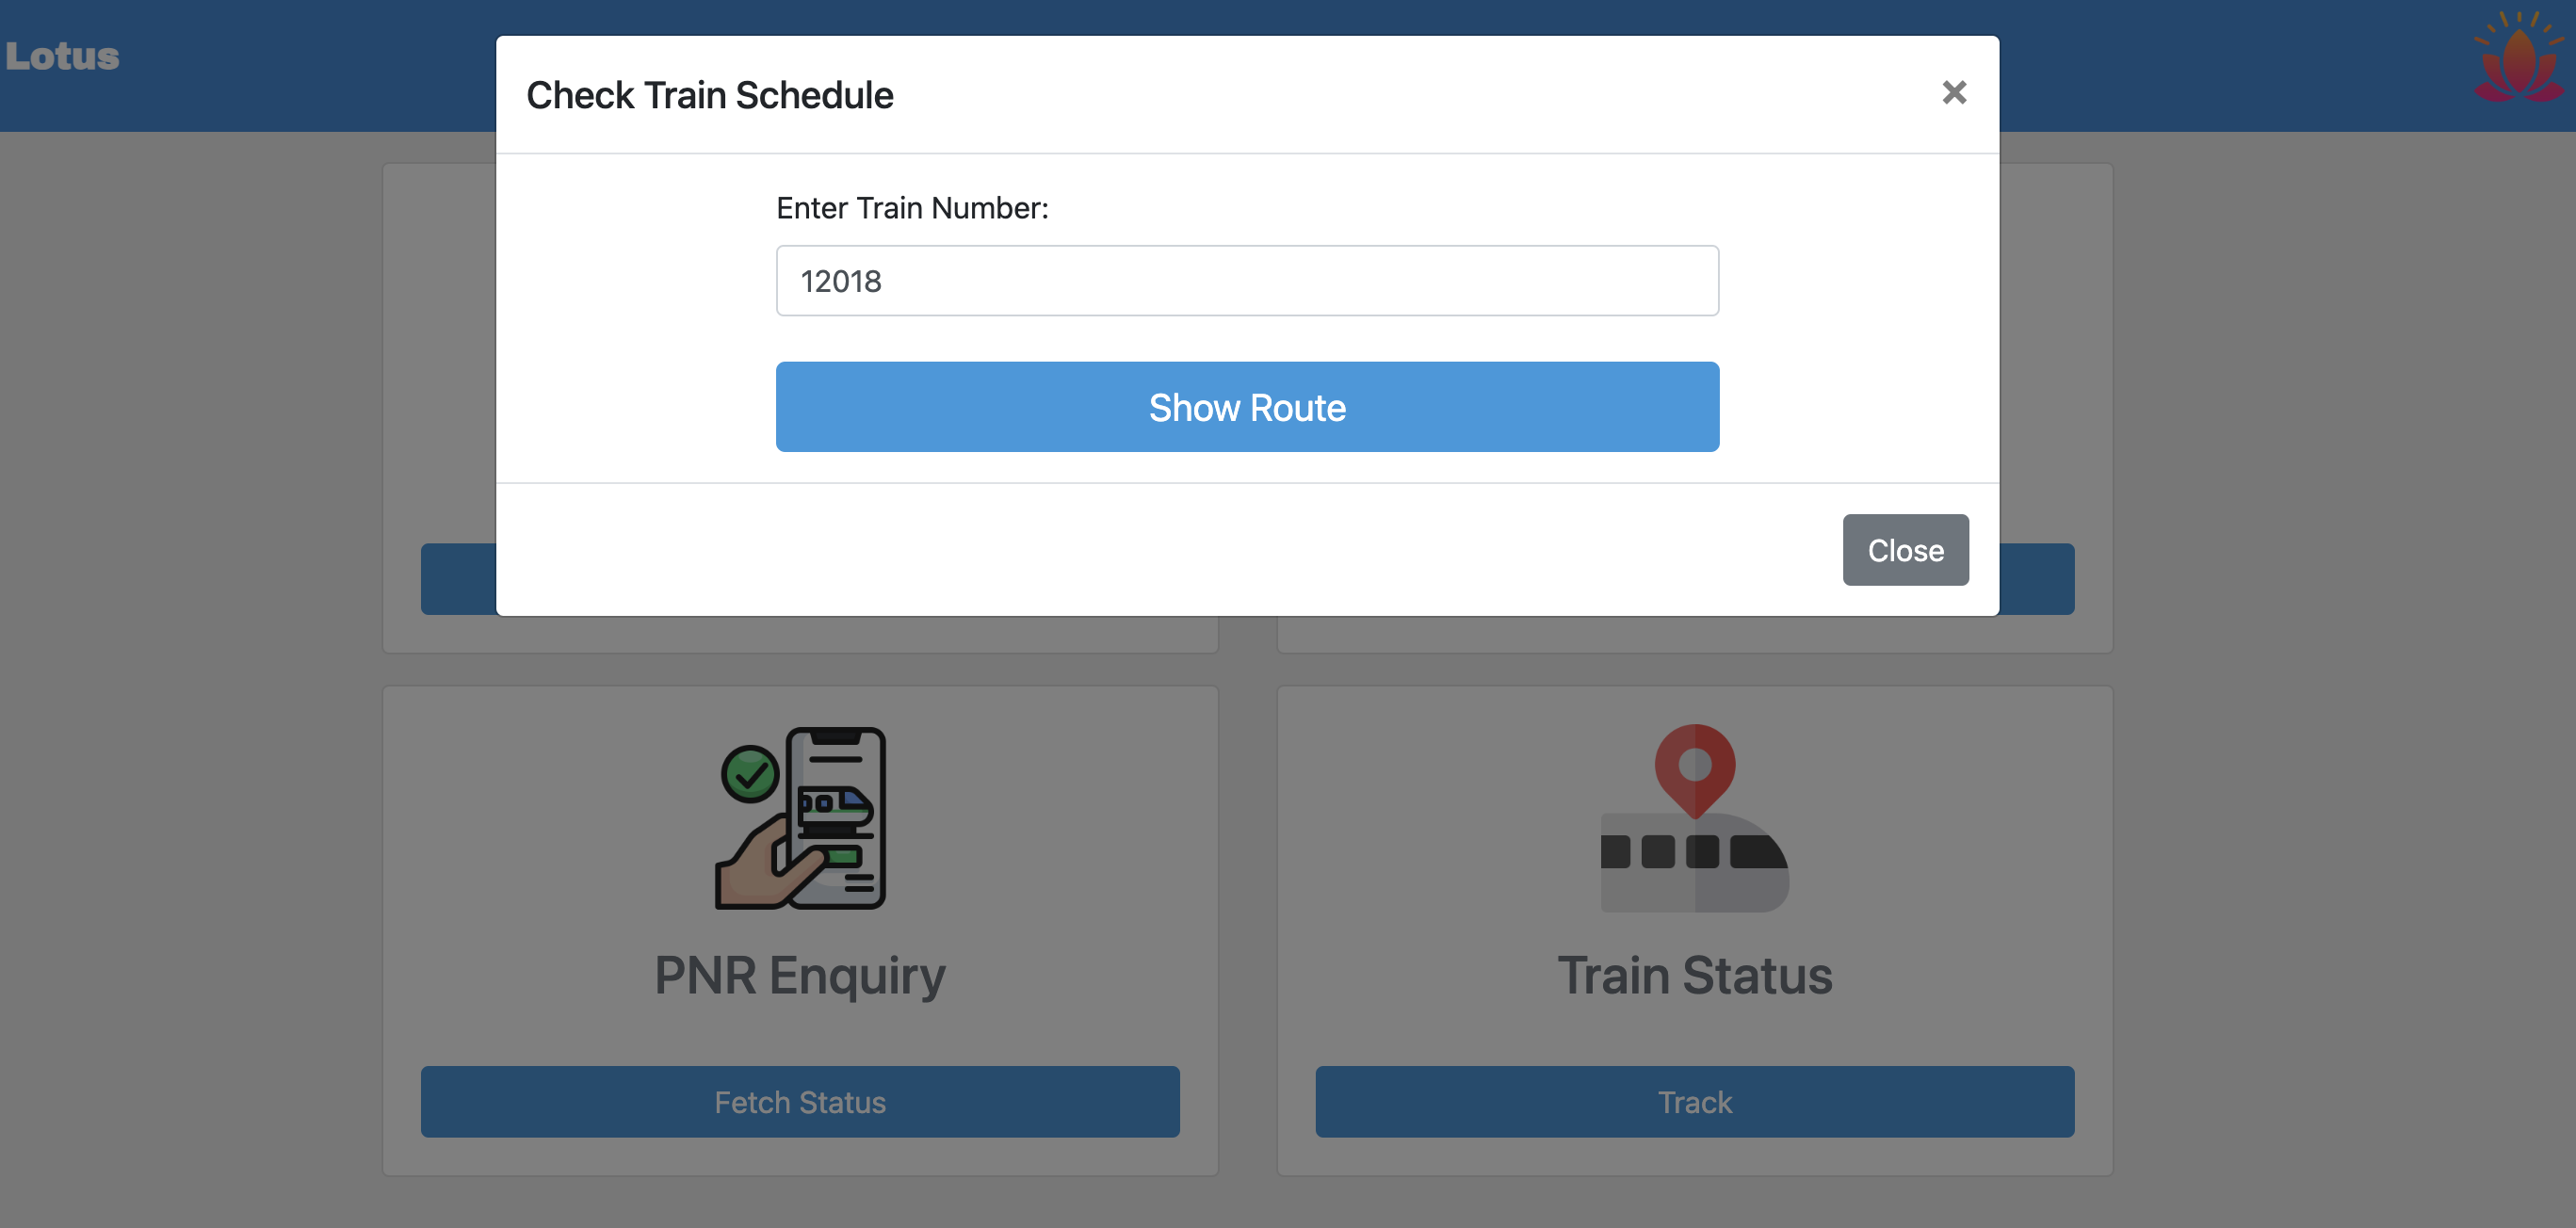 Lotus
Check Train Schedule
×
Enter Train Number:
12018
Show Route
Close
PNR Enquiry
Train Status
Fetch Status
Track